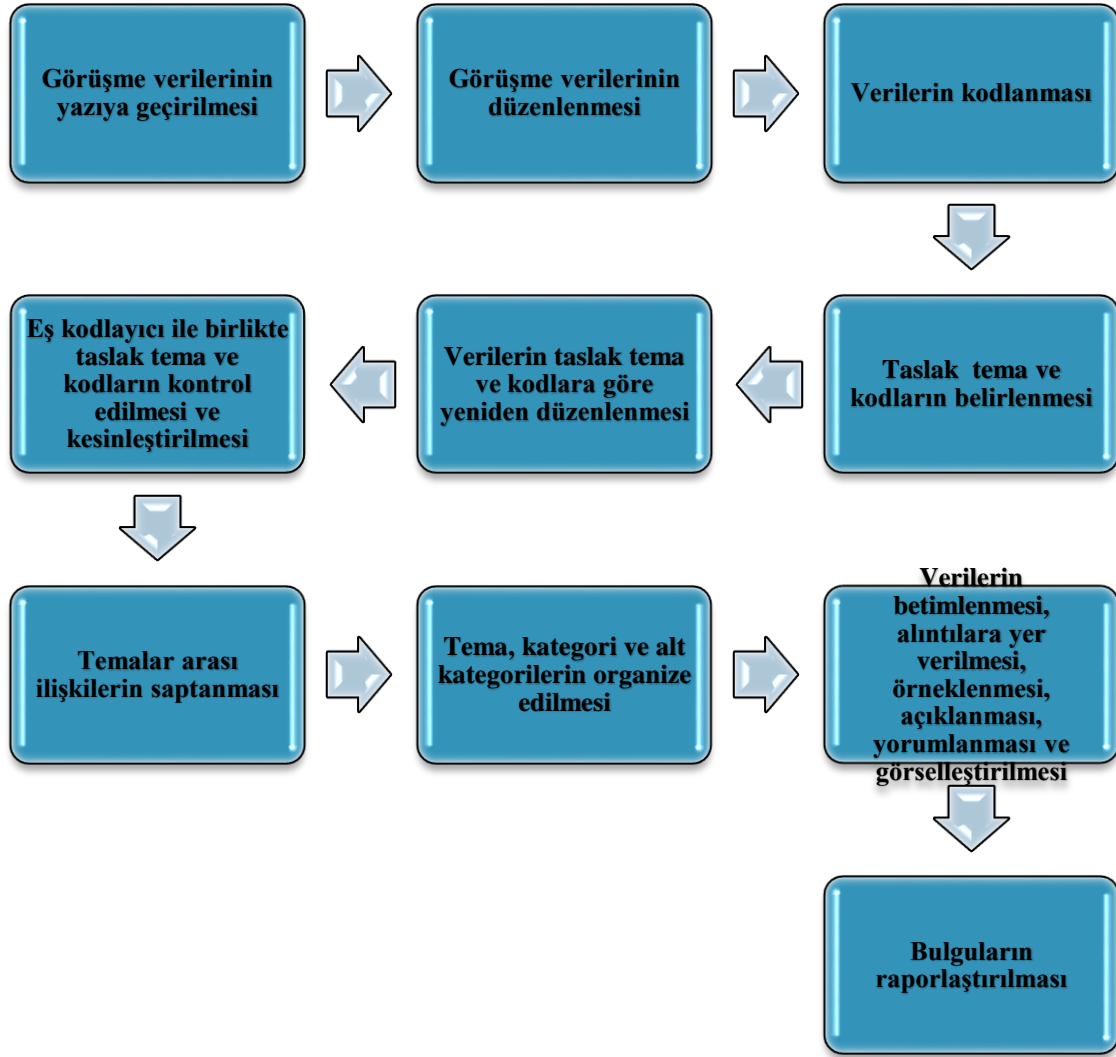 Görüşme verilerinin
yazıya geçirilmesi
Görüşme verilerinin
düzenlenmesi
Verilerin kodlanması
Taslak tema ve
kodların belirlenmesi
Verilerin taslak tema
ve kodlara göre
yeniden düzenlenmesi
Eş kodlayıcı ile birlikte
taslak tema ve
kodların kontrol
edilmesi ve
kesinleştirilmesi
Temalar arası
ilişkilerin saptanması
Tema, kategori ve alt
kategorilerin organize
edilmesi
Verilerin
betimlenmesi,
alıntılara yer
verilmesi,
örneklenmesi,
açıklanması,
yorumlanması ve
görselleştirilmesi
Bulguların
raporlaştırılması